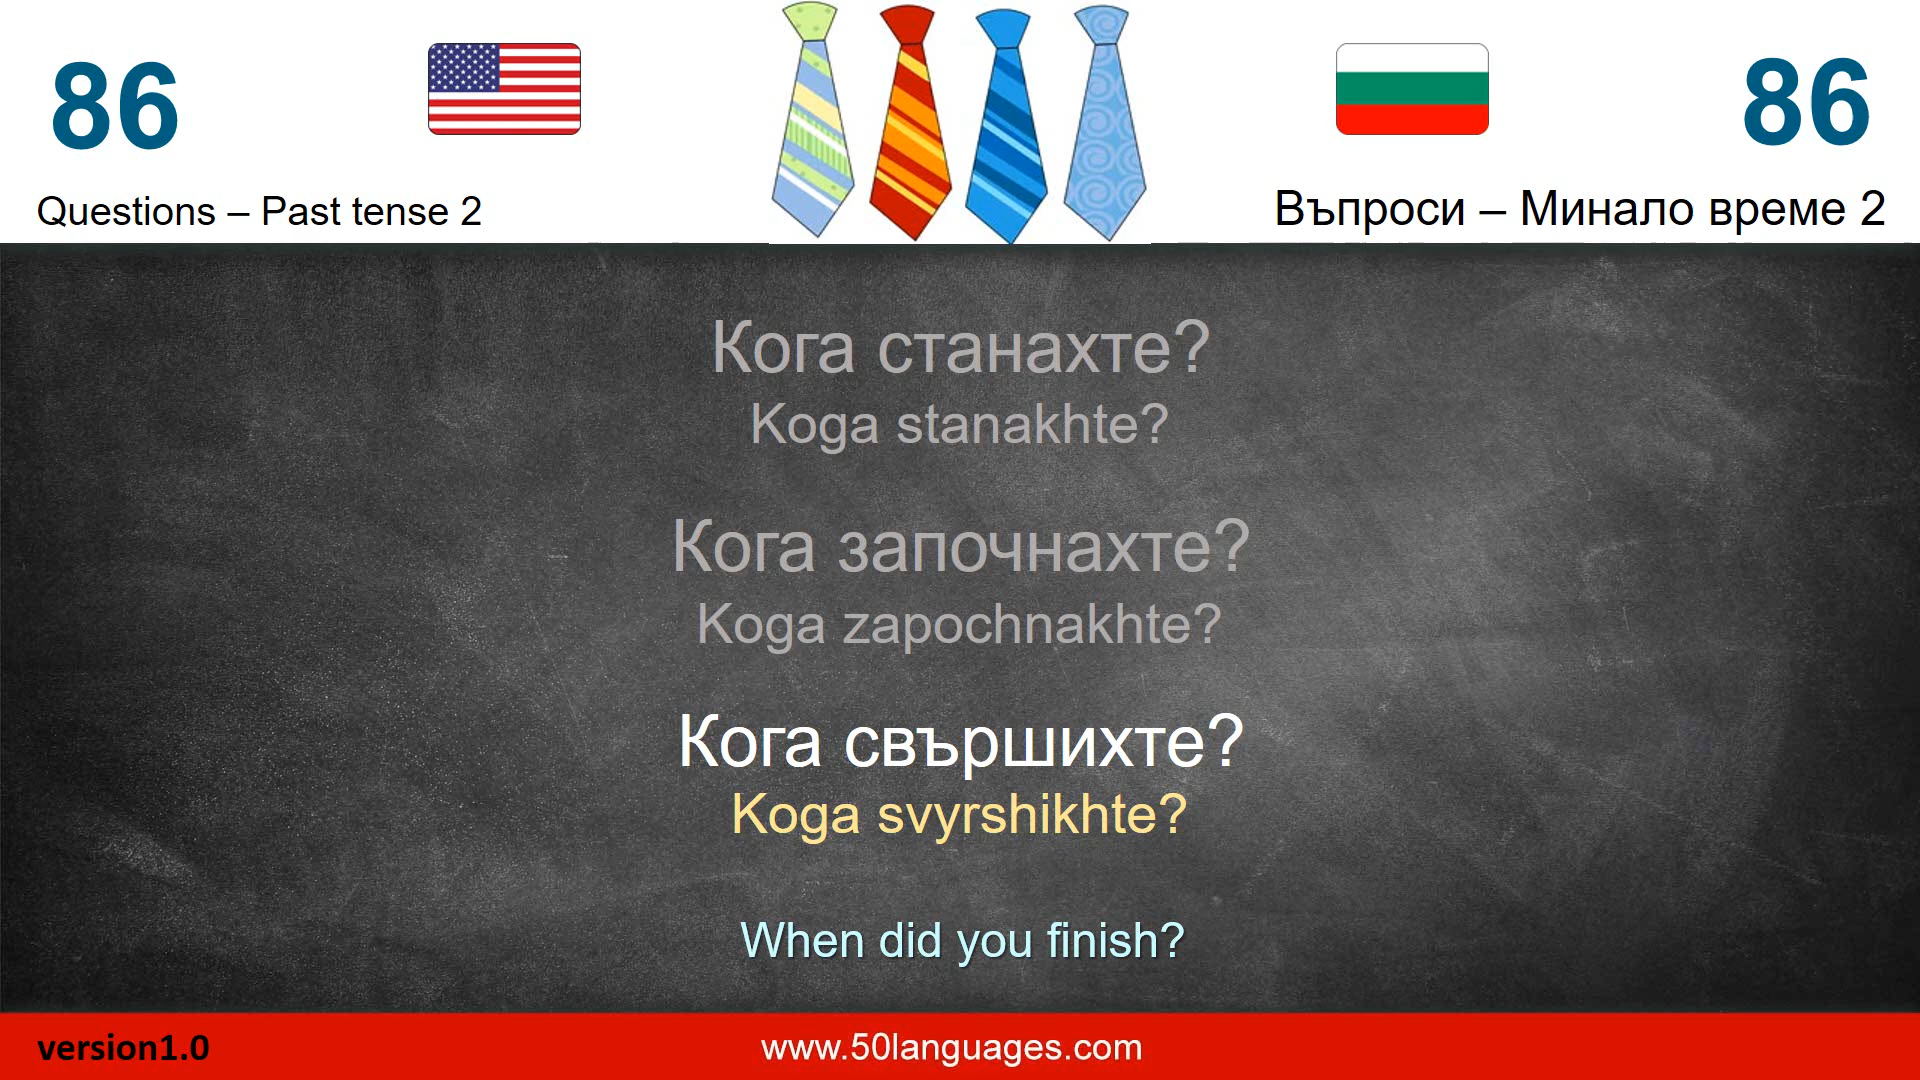 86
86
Questions – Past tense 2
Въпроси – Минало време 2
Кога станахте?
Koga stanakhte?
Кога започнахте?
Koga zapochnakhte?
Кога свършихте?
Koga svyrshikhte?
When did you finish?
version1.0
www.50languages.com